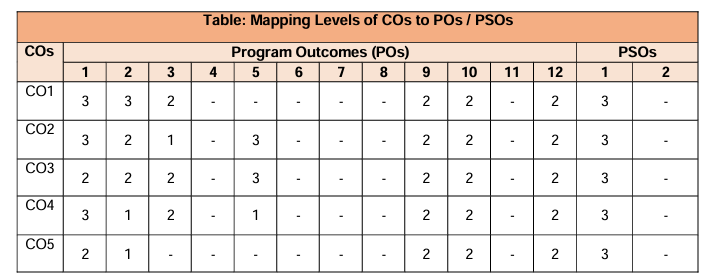 Table: Mapping Levels of COs to POs / PSOs
COs Program Outcomes (POs) PSOs
1 2 3 4 5 6 7 8 9 10 11 12 1 2
CO1 3 3 2 - - - - - 2 2 - 2 3 -
CO2 3 2 1 - 3 - - - 2 2 - 2 3 -
CO3 2 2 2 - 3 - - - 2 2 - 2 3 -
CO4 3 1 2 - 1 - - - 2 2 - 2 3 -
CO5 2 1 - - - - - - 2 2 - 2 3 -